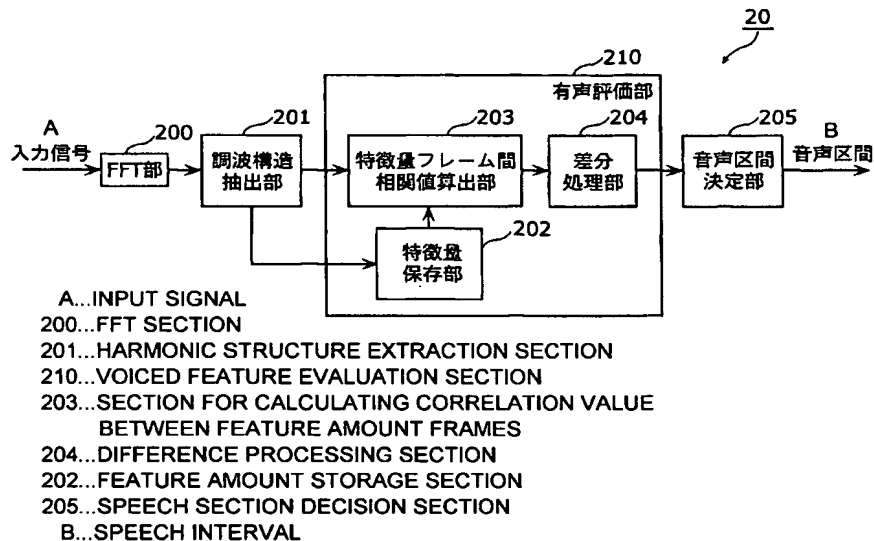 20
210
有声評価部
A
入力信号
200
FFT部
201
調波構造
抽出部
203
特徴量フレーム間
相関値算出部
204
差分
処理部
205
音声区間
決定部
B
音声区間
202
特徴量
保存部
A...INPUT SIGNAL
200...FFT SECTION
201...HARMONIC STRUCTURE EXTRACTION SECTION
210...VOICED FEATURE EVALUATION SECTION
203...SECTION FOR CALCULATING CORRELATION VALUE
BETWEEN FEATURE AMOUNT FRAMES
204...DIFFERENCE PROCESSING SECTION
202...FEATURE AMOUNT STORAGE SECTION
205...SPEECH SECTION DECISION SECTION
B...SPEECH INTERVAL